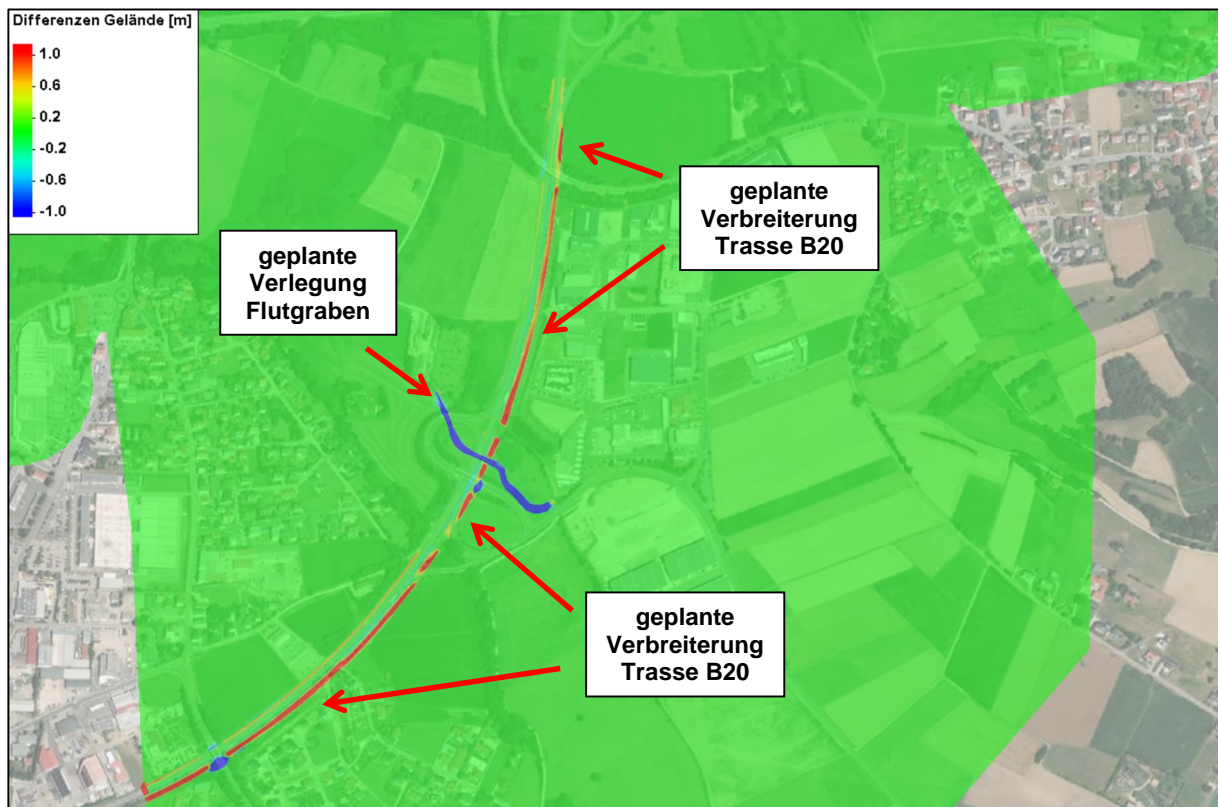 Differenzen Gelände [m]
1.0
0.6
0.2
-0.2
-0.6
-1.0
geplante
Verbreiterung
Trasse B20
geplante
Verlegung
Flutgraben
geplante
Verbreiterung
Trasse B20